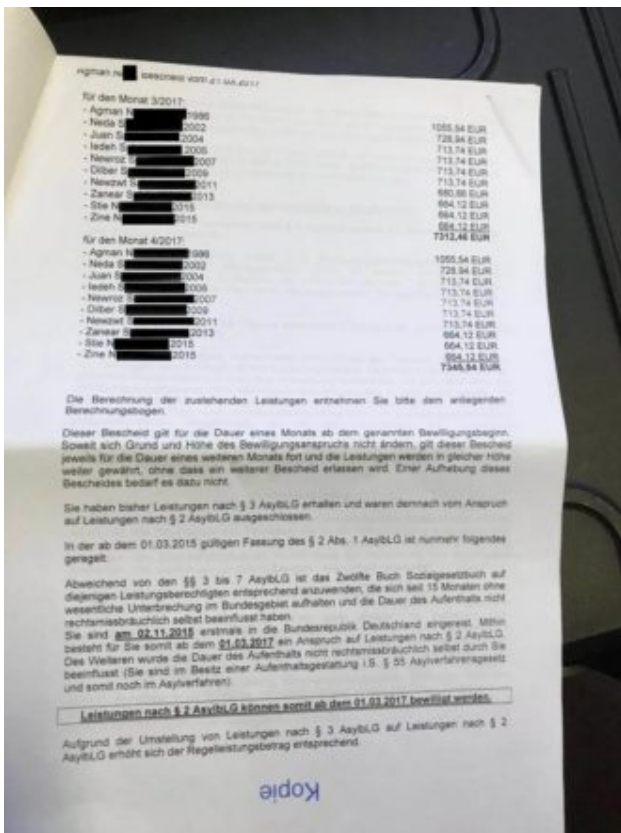 Agman N Bescheid vom
für den Monat 3/2017:
- Agman N 1996 1055,54 EUR
- Neda S 2002 728,94 EUR
- Juan S 2004 713,74 EUR
- Iedeh S 2006 713,74 EUR
- Newroz S 2007 713,74 EUR
- Dilber S 2009 713,74 EUR
- Newzwt S 2011 680,66 EUR
- Zanear S 2013 664,12 EUR
- Stie N 2015 664,12 EUR
- Zine N 2015 664,12 EUR
7312,46 EUR
für den Monat 4/2017:
- Agman N 1996 1055,54 EUR
- Neda S 2002 728,94 EUR
- Juan S 2004 713,74 EUR
- Iedeh S 2006 713,74 EUR
- Newroz S 2007 713,74 EUR
- Dilber S 2009 713,74 EUR
- Newzwt S 2011 713,74 EUR
- Zanear S 2013 664,12 EUR
- Stie N 2015 664,12 EUR
- Zine N 2015 664,12 EUR
7345,54 EUR
Die Berechnung der zustehenden Leistungen entnehmen Sie bitte dem anliegenden
Berechnungsbogen.
Dieser Bescheid gilt für die Dauer eines Monats ab dem genannten Bewilligungsbeginn.
Soweit sich Grund und Höhe des Bewilligungsanspruchs nicht ändern, gilt dieser Bescheid
jeweils für die Dauer eines weiteren Monats fort und die Leistungen werden in gleicher Höhe
weiter gewährt, ohne dass ein weiterer Bescheid erlassen wird. Einer Aufhebung dieses
Bescheides bedarf es dazu nicht.
Sie haben bisher Leistungen nach § 3 AsylbLG erhalten und waren demnach vom Anspruch
auf Leistungen nach § 2 AsylbLG ausgeschlossen.
In der ab dem 01.03.2015 gültigen Fassung des § 2 Abs. 1 AsylbLG ist nunmehr folgendes
geregelt:
Abweichend von den §§ 3 bis 7 AsylbLG ist das Zwölfte Buch Sozialgesetzbuch auf
diejenigen Leistungsberechtigten entsprechend anzuwenden, die sich seit 15 Monaten ohne
wesentliche Unterbrechung im Bundesgebiet aufhalten und die Dauer des Aufenthalts nicht
rechtsmissbräuchlich selbst beeinflusst haben.
Sie sind am 02.11.2015 erstmals in die Bundesrepublik Deutschland eingereist. Mithin
besteht für Sie somit ab dem 01.03.2017 ein Anspruch auf Leistungen nach § 2 AsylbLG.
Des Weiteren wurde die Dauer des Aufenthalts nicht rechtsmissbräuchlich selbst durch Sie
beeinflusst (Sie sind im Besitz einer Aufenthaltsgestattung i.S. § 55 Asylverfahrensgesetz
und somit noch im Asylverfahren).
Leistungen nach § 2 AsylbLG können somit ab dem 01.03.2017 bewilligt werden.
Aufgrund der Umstellung von Leistungen nach § 3 AsylbLG auf Leistungen nach § 2
AsylbLG erhöht sich der Regelleistungsbetrag entsprechend.
Kopie